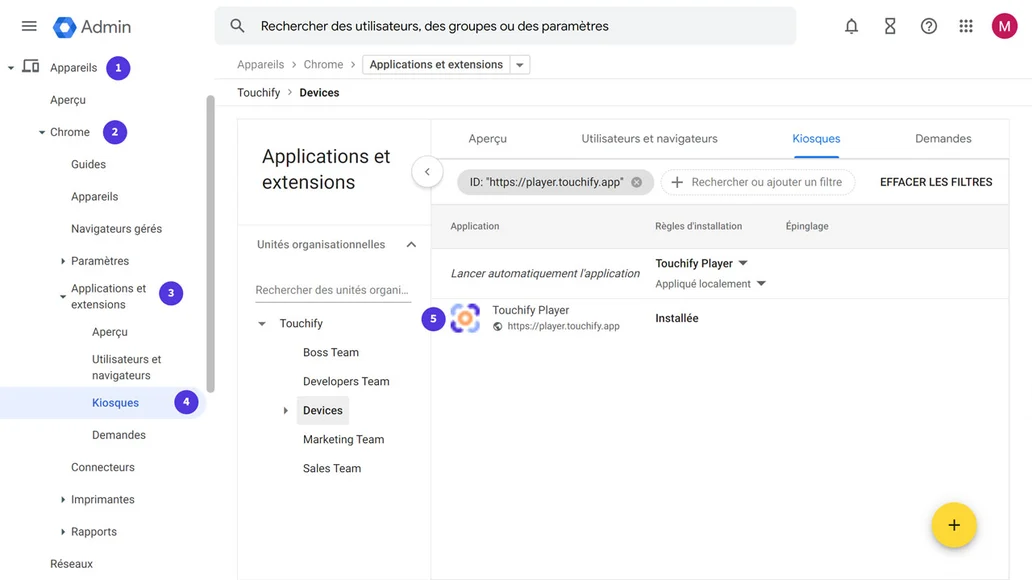 Admin
Rechercher des utilisateurs, des groupes ou des paramètres
M
Appareils 1
Aperçu
Chrome 2
Guides
Appareils
Navigateurs gérés
Paramètres
Applications et
extensions
3
Aperçu
Utilisateurs et
navigateurs
Kiosques 4
Demandes
Connecteurs
Imprimantes
Rapports
Réseaux
Appareils > Chrome > Applications et extensions
Touchify > Devices
Applications et
extensions
Unités organisationnelles
Rechercher des unités organi...
Touchify
Boss Team
Developers Team
Devices
Marketing Team
Sales Team
Aperçu Utilisateurs et navigateurs Kiosques Demandes
ID: "https://player.touchify.app" + Rechercher ou ajouter un filtre EFFACER LES FILTRES
Application Règles d'installation Épinglage
Lancer automatiquement l'application
Touchify Player
Appliqué localement
5
Touchify Player
https://player.touchify.app
Installée
+